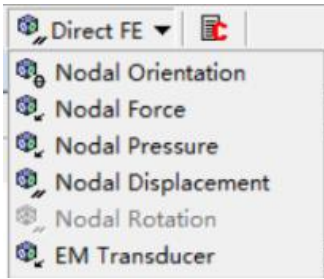 Direct FE
Nodal Orientation
Nodal Force
Nodal Pressure
Nodal Displacement
Nodal Rotation
EM Transducer